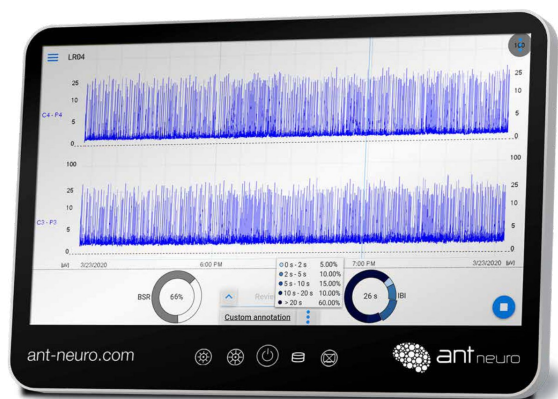 LR04
100
25
10
5
0
C4 - P4
25
10
5
0
100
25
10
5
0
C3 - P3
100
25
10
5
0
[µV]
3/23/2020
6:00 PM
7:00 PM
3/23/2020
[µV]
0 s - 2 s 5.00%
2 s - 5 s 10.00%
5 s - 10 s 15.00%
10 s - 20 s 10.00%
> 20 s 60.00%
BSR
66%
26 s
IBI
Custom annotation
ant-neuro.com
ant neuro